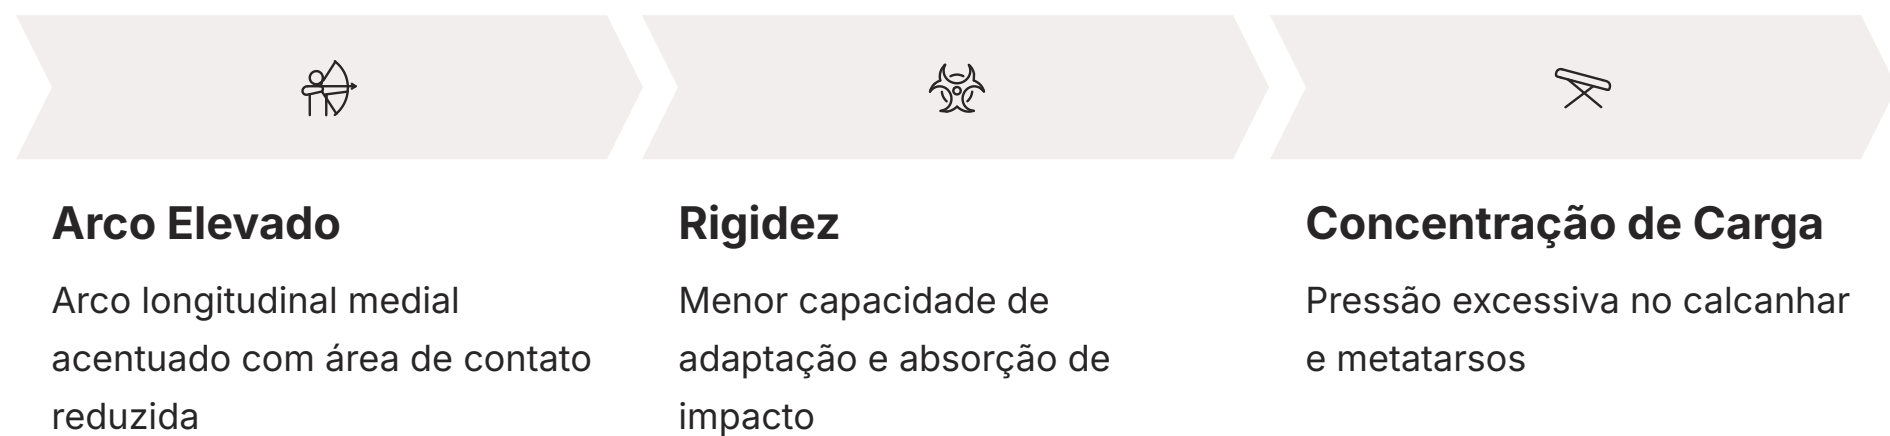 Arco Elevado
Arco longitudinal medial
acentuado com área de contato
reduzida
Rigidez
Menor capacidade de
adaptação e absorção de
impacto
Concentração de Carga
Pressão excessiva no calcanhar
e metatarsos